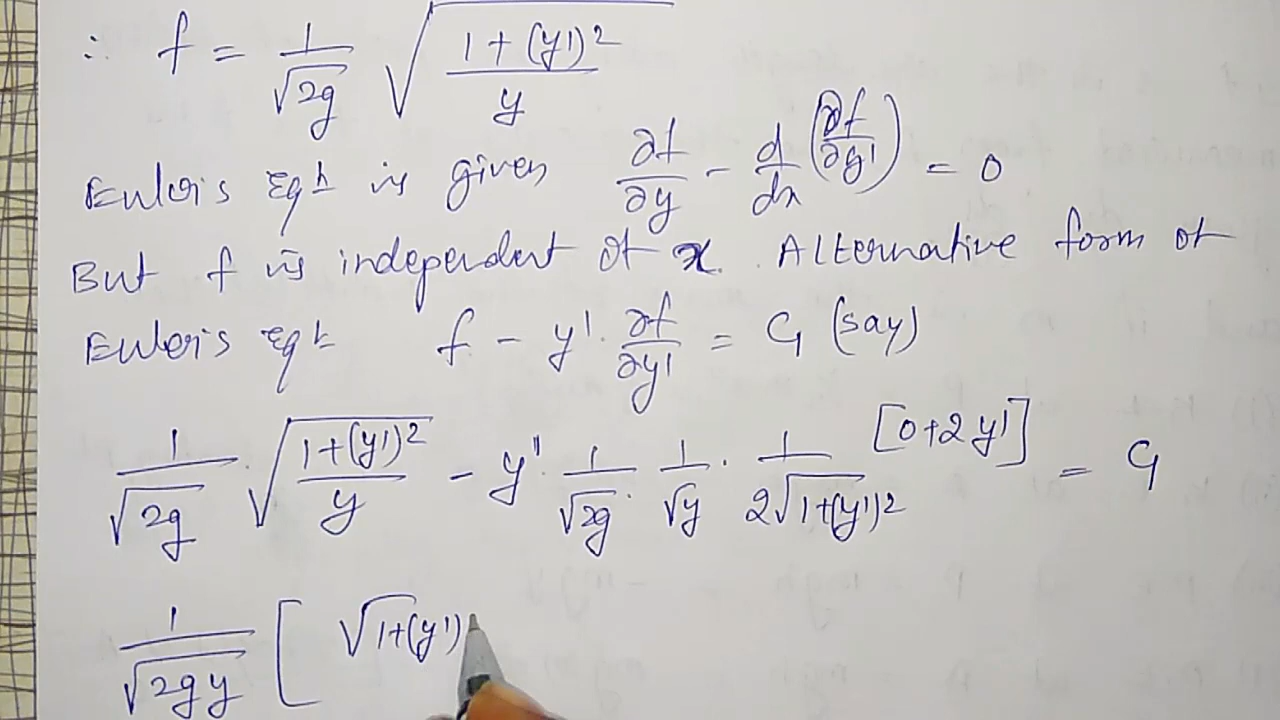 ∴ f = 1/√2g √(1 + (y')²/y)
Euler's Eqn is given ∂f/∂y - d/dx (∂f/∂y') = 0
But f is independent of x. Alternative form of
Euler's Eqn f - y' · ∂f/∂y' = C₁ (say)
1/√2g · √(1+(y')²/y) - y' · 1/√2g · 1/√y · 1/2√1+(y')² [0+2y'] = C₁
1/√2gy [ √1+(y')